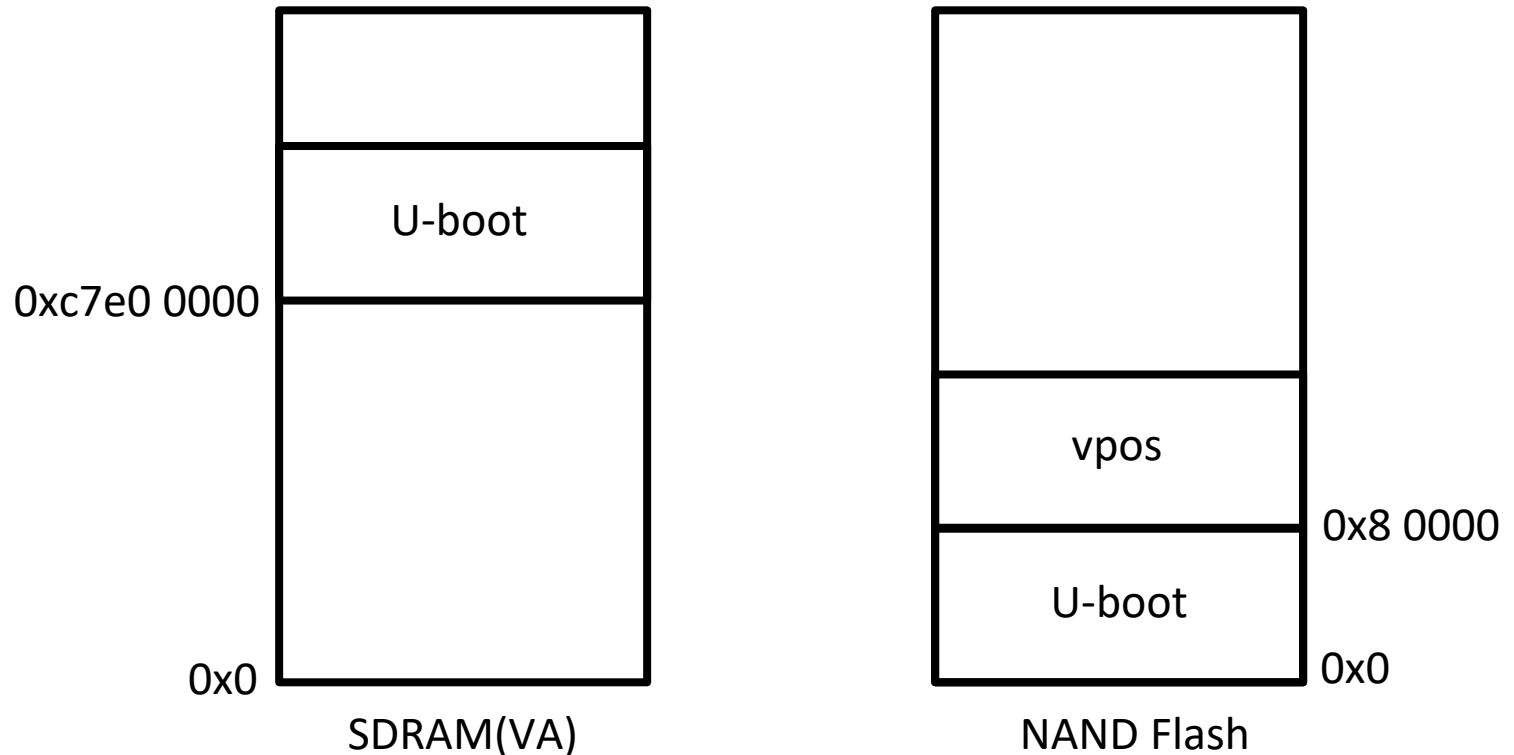 U-boot
0xc7e0 0000
0x0
SDRAM(VA)
vpos
0x8 0000
U-boot
0x0
NAND Flash